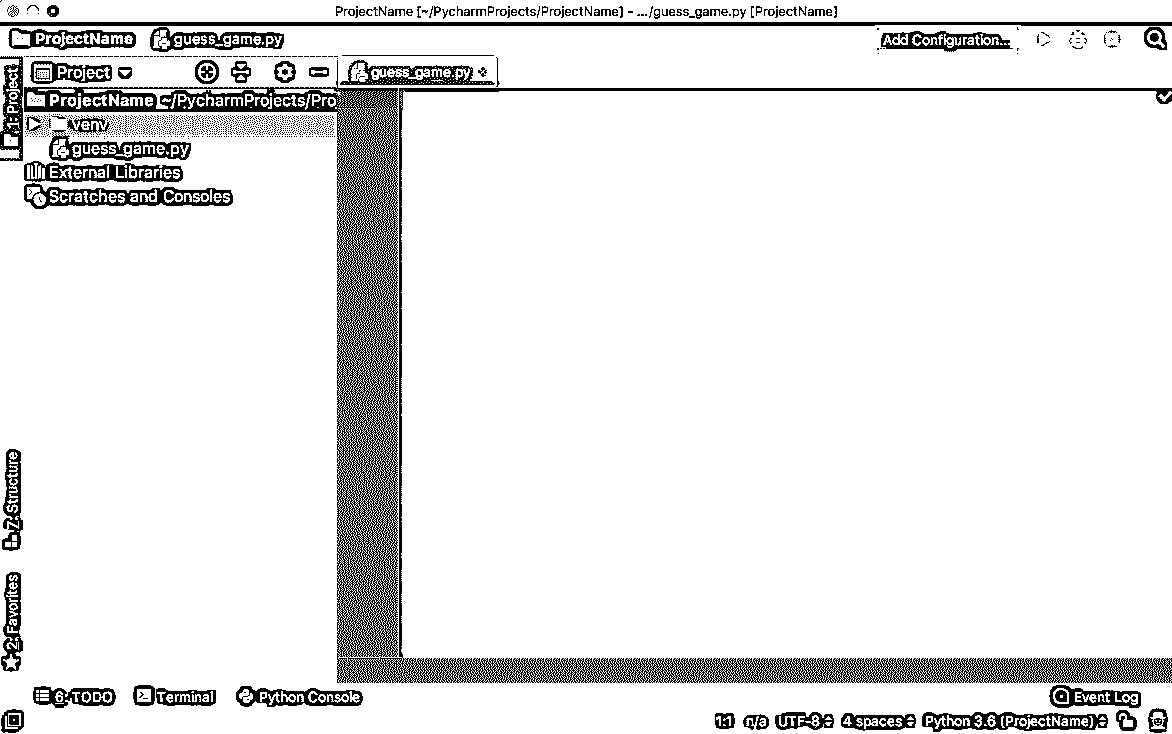 ProjectName [~/PycharmProjects/ProjectName] - .../guess_game.py [ProjectName]
ProjectName guess_game.py
Add Configuration...
1: Project
Project
guess_game.py
ProjectName ~/PycharmProjects/Pro
venv
guess_game.py
External Libraries
Scratches and Consoles
7: Structure
2: Favorites
6: TODO Terminal Python Console Event Log
1:1 n/a UTF-8 4 spaces Python 3.6 (ProjectName)